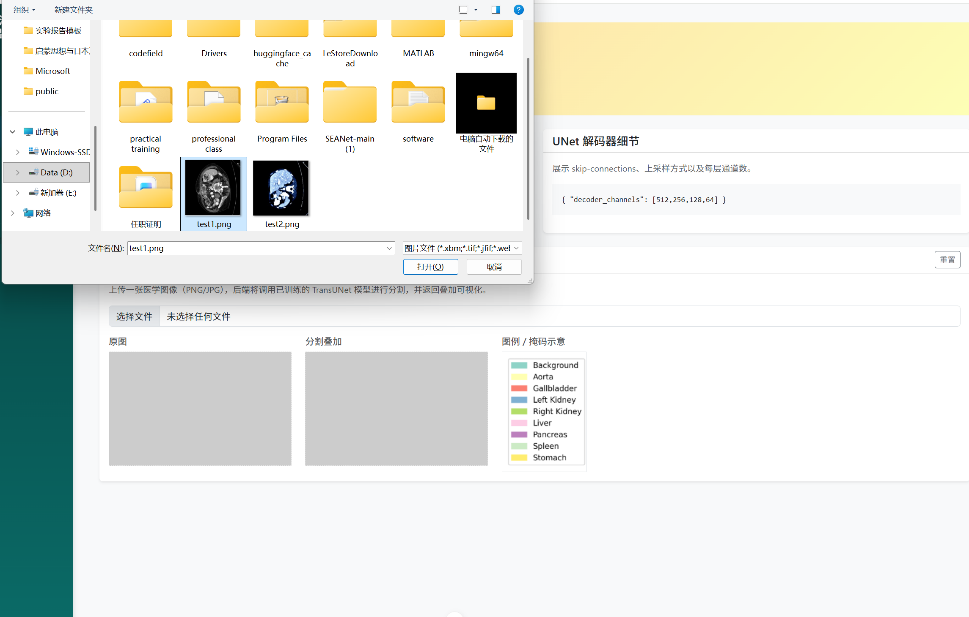 组织
新建文件夹
实验报告模板
启蒙思想与日本
Microsoft
public
此电脑
Windows-SSD
Data (D:)
新加卷 (E:)
网络
codefield
Drivers
huggingface_ca
che
LeStoreDownlo
ad
MATLAB
mingw64
practical
training
professional
class
Program Files
SEANet-main
(1)
software
电脑自动下载的
文件
任职证明
test1.png
test2.png
文件名(N):
test1.png
图片文件 (*.xbm;*.tif;*.jfif;*.wel
打开(O)
取消
UNet 解码器细节
展示 skip-connections、上采样方式以及每层通道数。
{ "decoder_channels": [512,256,128,64] }
重置
上传一张医学图像（PNG/JPG），后端将调用已训练的 TransUNet 模型进行分割，并返回叠加可视化。
选择文件
未选择任何文件
原图
分割叠加
图例 / 掩码示意
Background
Aorta
Gallbladder
Left Kidney
Right Kidney
Liver
Pancreas
Spleen
Stomach